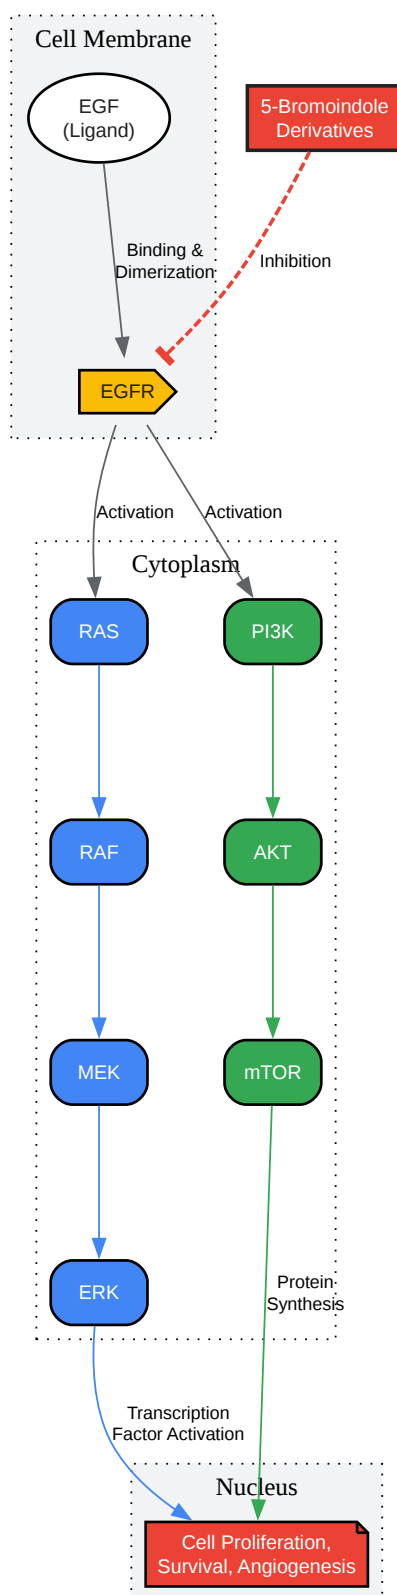 Cell Membrane
EGF
(Ligand)
5-Bromoindole
Derivatives
Binding &
Dimerization
Inhibition
EGFR
Activation
Activation
Cytoplasm
RAS
PI3K
RAF
AKT
MEK
mTOR
ERK
Protein
Synthesis
Transcription
Factor Activation
Nucleus
Cell Proliferation,
Survival, Angiogenesis